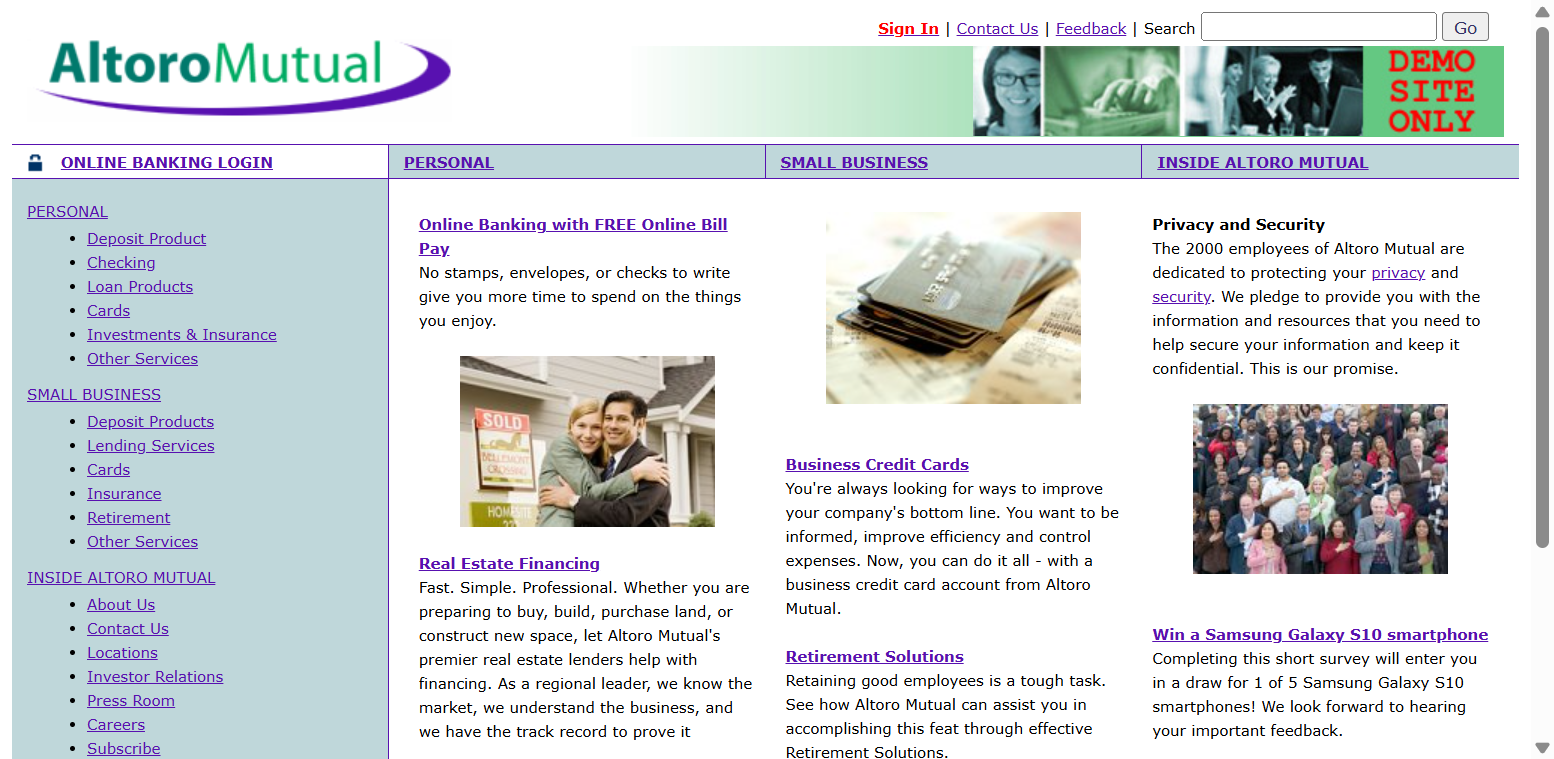 Sign In | Contact Us | Feedback | Search Go
AltoroMutual
DEMO
SITE
ONLY
ONLINE BANKING LOGIN
PERSONAL
SMALL BUSINESS
INSIDE ALTORO MUTUAL
PERSONAL
Deposit Product
Checking
Loan Products
Cards
Investments & Insurance
Other Services
SMALL BUSINESS
Deposit Products
Lending Services
Cards
Insurance
Retirement
Other Services
INSIDE ALTORO MUTUAL
About Us
Contact Us
Locations
Investor Relations
Press Room
Careers
Subscribe
Online Banking with FREE Online Bill
Pay
No stamps, envelopes, or checks to write
give you more time to spend on the things
you enjoy.
SOLD
BELLEMONT
CROSSING
HOMESITE
Real Estate Financing
Fast. Simple. Professional. Whether you are
preparing to buy, build, purchase land, or
construct new space, let Altoro Mutual's
premier real estate lenders help with
financing. As a regional leader, we know the
market, we understand the business, and
we have the track record to prove it
Business Credit Cards
You're always looking for ways to improve
your company's bottom line. You want to be
informed, improve efficiency and control
expenses. Now, you can do it all - with a
business credit card account from Altoro
Mutual.
Retirement Solutions
Retaining good employees is a tough task.
See how Altoro Mutual can assist you in
accomplishing this feat through effective
Retirement Solutions.
Privacy and Security
The 2000 employees of Altoro Mutual are
dedicated to protecting your privacy and
security. We pledge to provide you with the
information and resources that you need to
help secure your information and keep it
confidential. This is our promise.
Win a Samsung Galaxy S10 smartphone
Completing this short survey will enter you
in a draw for 1 of 5 Samsung Galaxy S10
smartphones! We look forward to hearing
your important feedback.